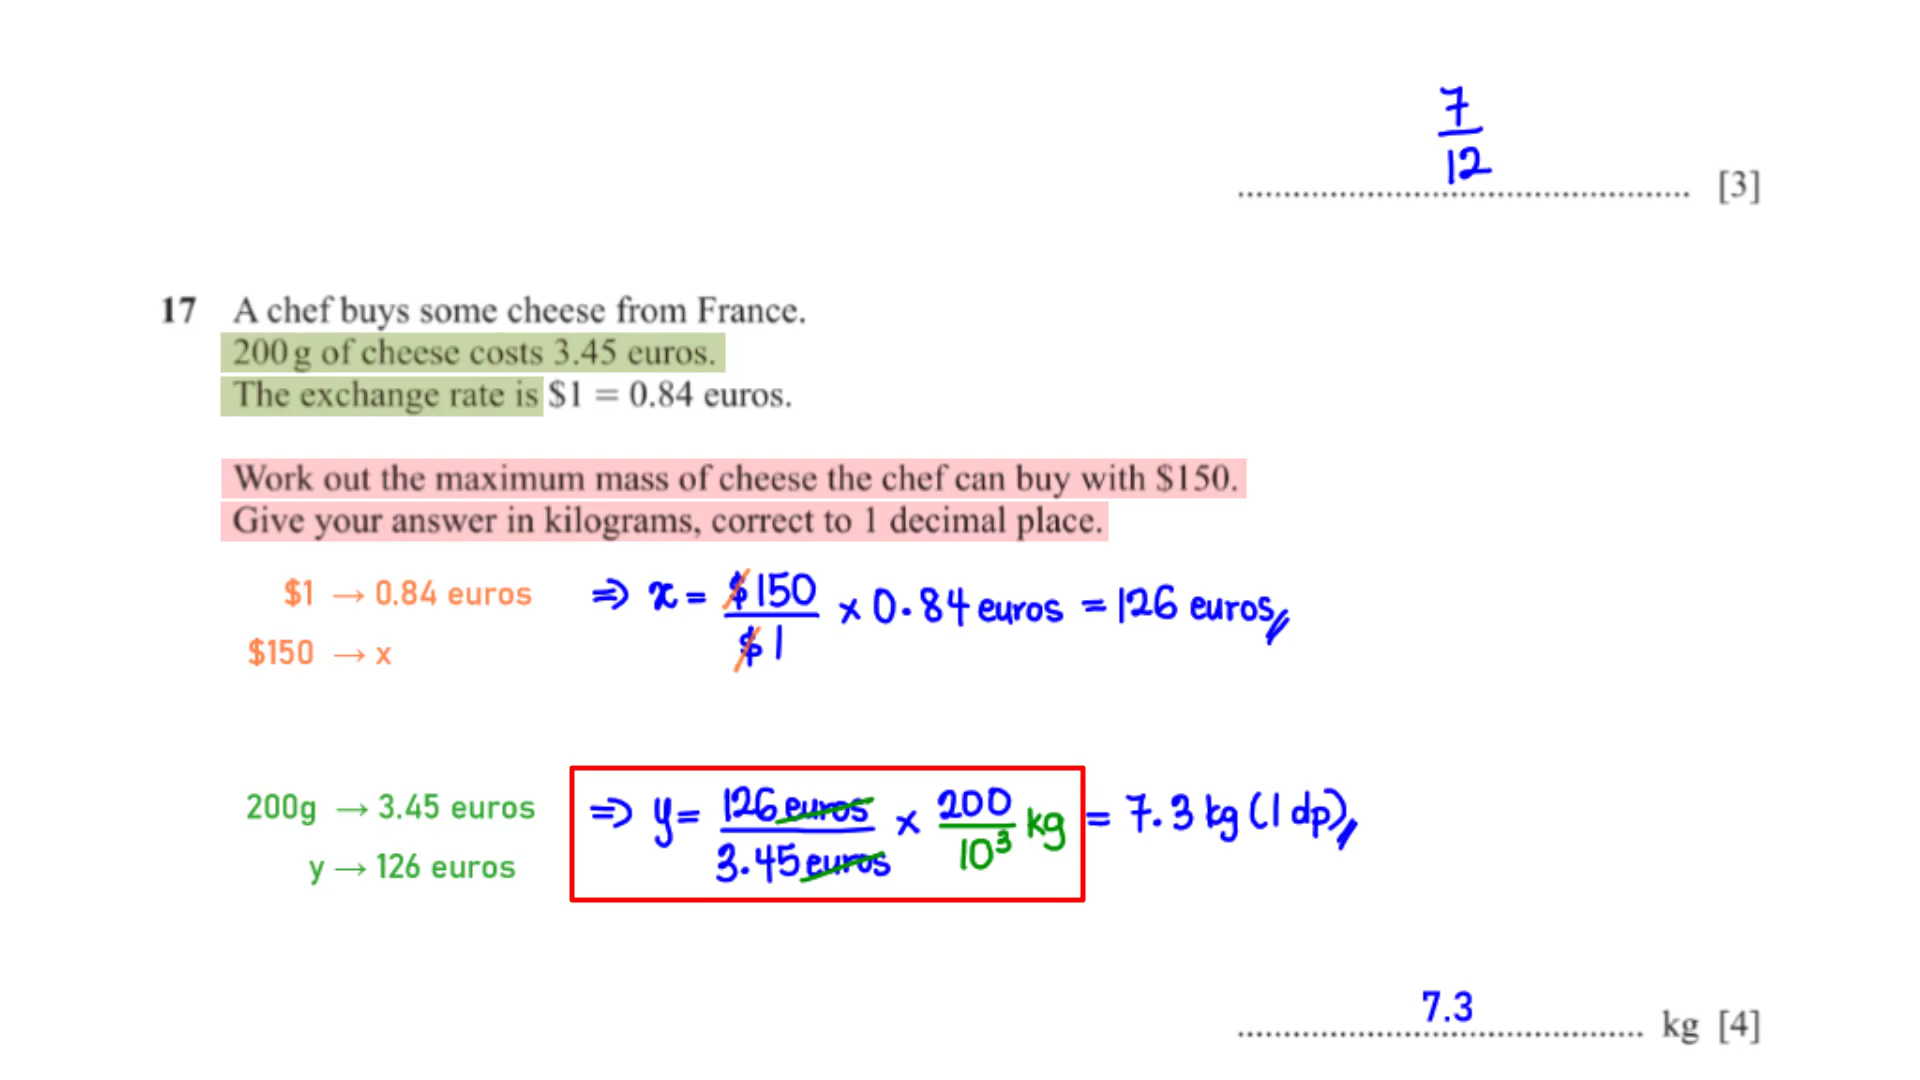 7
12
.................................................. [3]
17 A chef buys some cheese from France.
200 g of cheese costs 3.45 euros.
The exchange rate is $1 = 0.84 euros.
Work out the maximum mass of cheese the chef can buy with $150.
Give your answer in kilograms, correct to 1 decimal place.
$1 → 0.84 euros ⇒ x = $150/$1 × 0.84 euros = 126 euros
$150 → x
200g → 3.45 euros ⇒ y = 126 euros/3.45 euros × 200/10³ kg = 7.3 kg (1 dp)
y → 126 euros
7.3
............................................. kg [4]